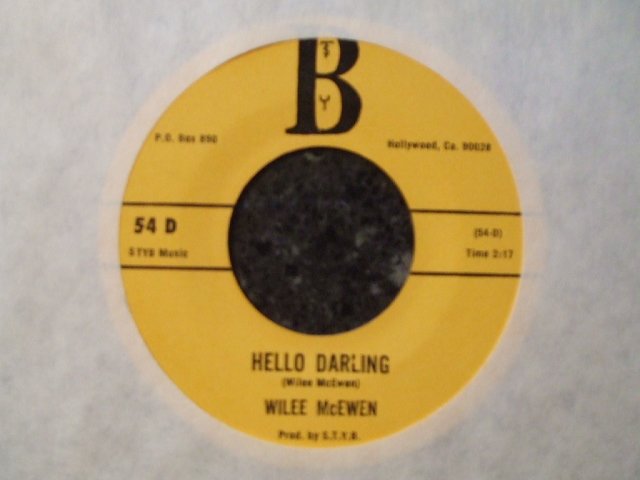 T
B
Y
P.O. Box 890
Hollywood, Ca. 90028
54 D
(54-D)
STYB Music
Time 2:17
HELLO DARLING
(Wilee McEwen)
WILEE McEWEN
Prod. by S.T.Y.B.